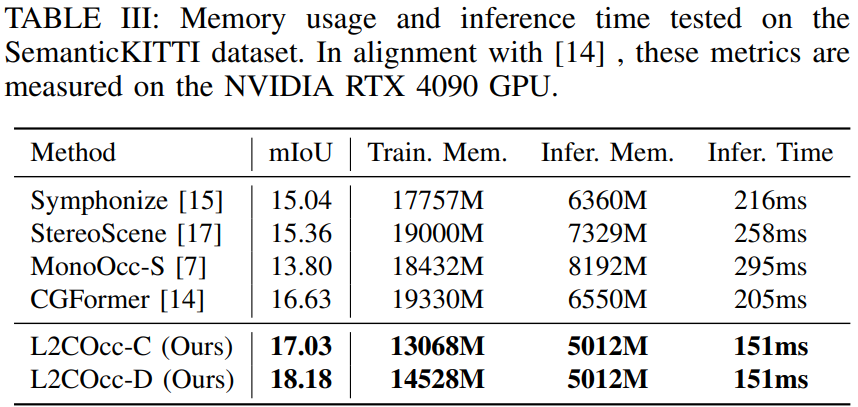 TABLE III: Memory usage and inference time tested on the
SemanticKITTI dataset. In alignment with [14] , these metrics are
measured on the NVIDIA RTX 4090 GPU.
Method mIoU Train. Mem. Infer. Mem. Infer. Time
Symphonize [15] 15.04 17757M 6360M 216ms
StereoScene [17] 15.36 19000M 7329M 258ms
MonoOcc-S [7] 13.80 18432M 8192M 295ms
CGFormer [14] 16.63 19330M 6550M 205ms
L2COcc-C (Ours) 17.03 13068M 5012M 151ms
L2COcc-D (Ours) 18.18 14528M 5012M 151ms